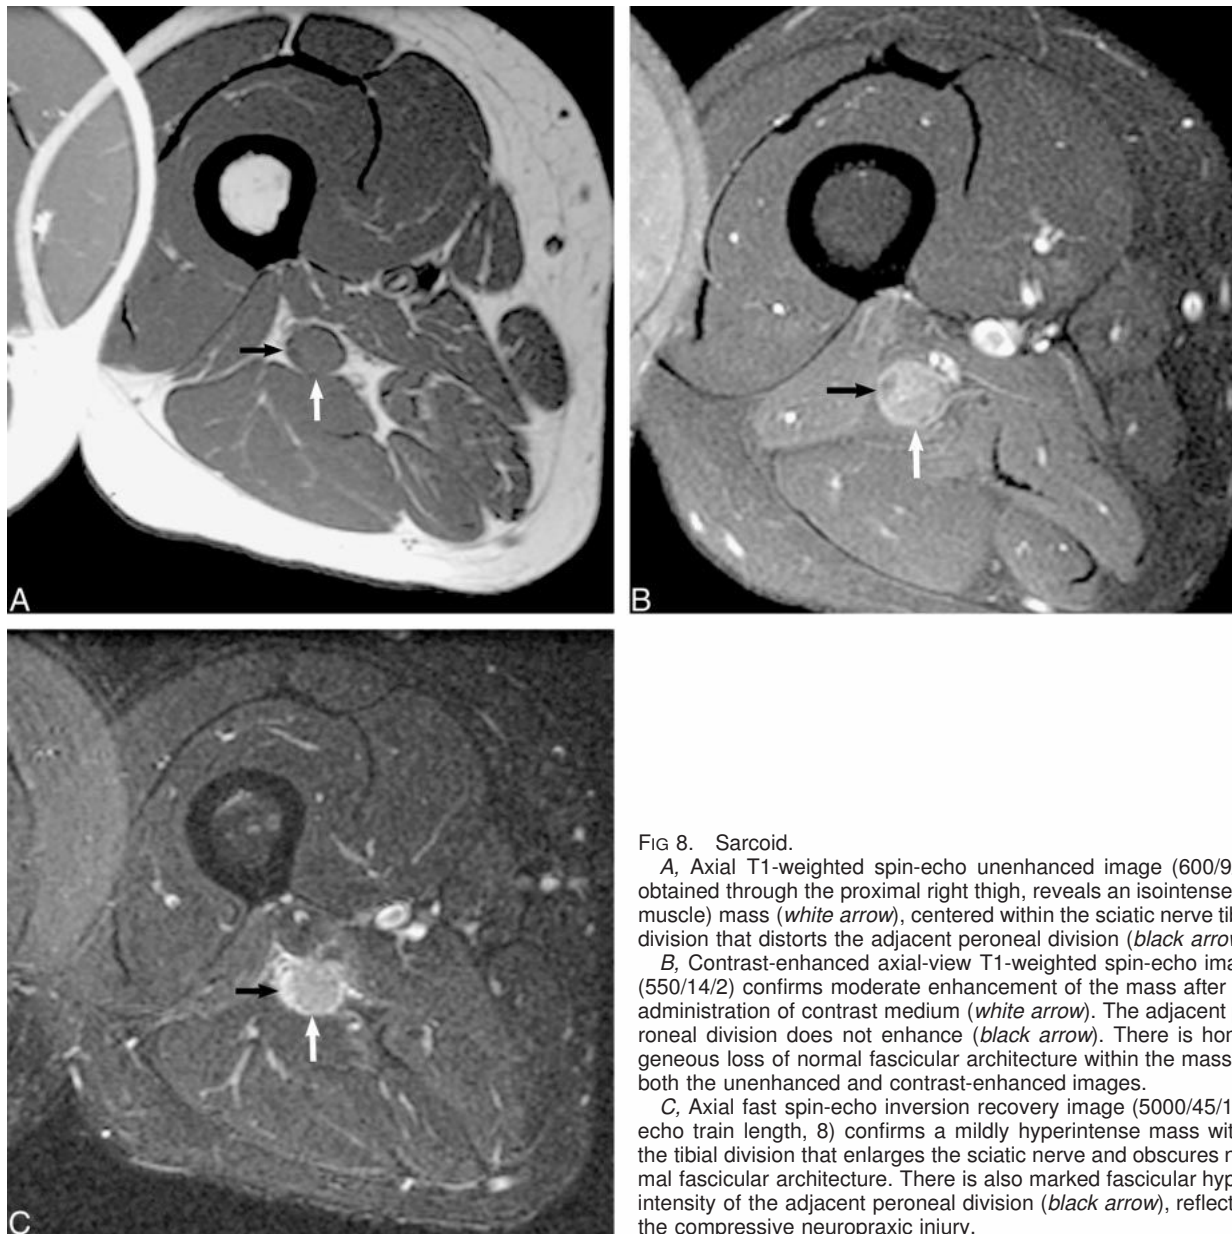 A
B
C
FIG 8. Sarcoid.
A, Axial T1-weighted spin-echo unenhanced image (600/9
obtained through the proximal right thigh, reveals an isointense
muscle) mass (white arrow), centered within the sciatic nerve
division that distorts the adjacent peroneal division (black
B, Contrast-enhanced axial-view T1-weighted spin-echo
(550/14/2) confirms moderate enhancement of the mass after
administration of contrast medium (white arrow). The adjacent
roneal division does not enhance (black arrow). There is
geneous loss of normal fascicular architecture within the mass
both the unenhanced and contrast-enhanced images.
C, Axial fast spin-echo inversion recovery image (5000/45/1
echo train length, 8) confirms a mildly hyperintense mass
the tibial division that enlarges the sciatic nerve and obscures
mal fascicular architecture. There is also marked fascicular
intensity of the adjacent peroneal division (black arrow),
the compressive neuropraxic injury.